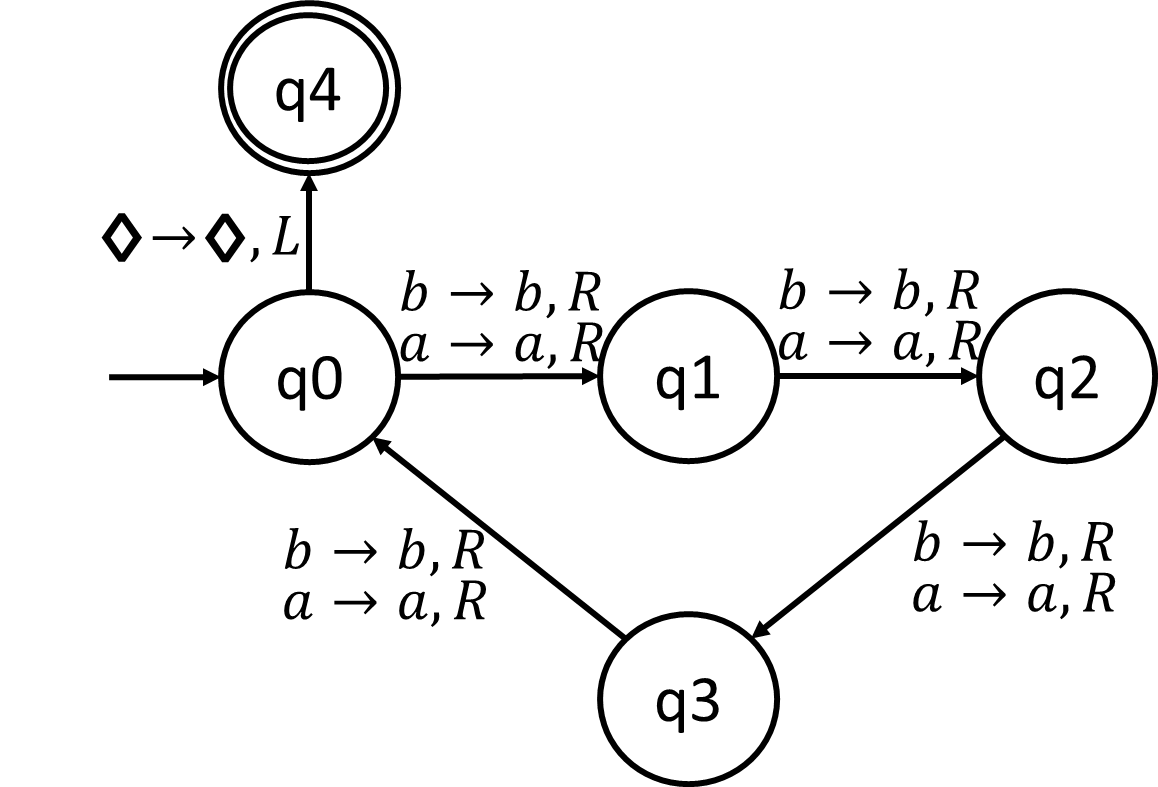 q4
◇→◇, L
b → b, R
a → a, R
b → b, R
a → a, R
q0
q1
q2
b → b, R
a → a, R
b → b, R
a → a, R
q3